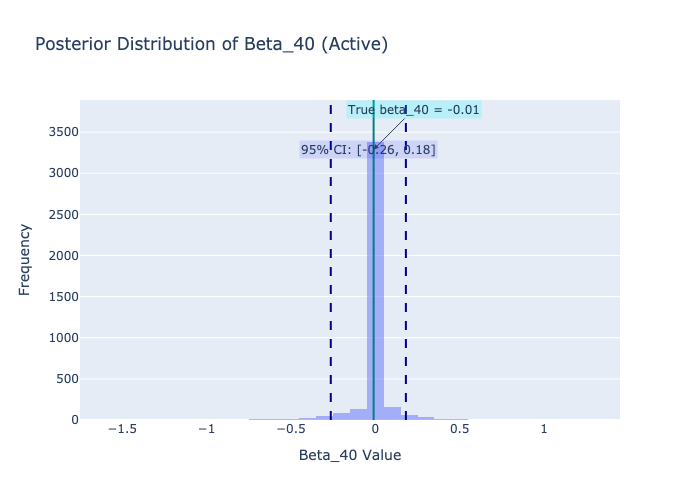 Posterior Distribution of Beta_40 (Active)
True beta_40 = -0.01
95% CI: [-0.26, 0.18]
3500
3000
2500
2000
1500
1000
500
0
Frequency
−1.5
−1
−0.5
0
0.5
1
Beta_40 Value